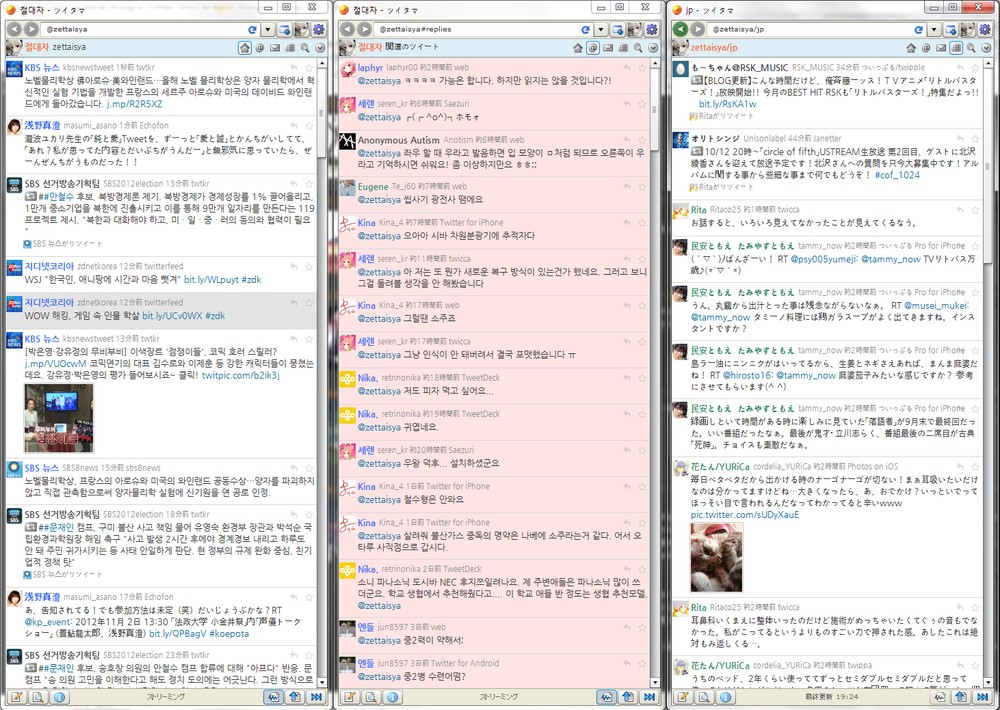 절대자 - ツイタマ
@zettaisya
절대자 zettaisya
KBS 뉴스 kbsnewstweet 1秒前 twtkr
노벨물리학상 佛아로슈·美와인랜드…올해 노벨 물리학상은 양자 물리학에서 혁
신적인 실험 기법을 개발한 프랑스의 세르주 아로슈와 미국의 데이비드 와인랜
드에게 돌아갔습니다. j.mp/R2R5XZ
浅野真澄 masumi_asano 1分前 Echofon
瀧波ユカリ先生の「純と愛」Tweetを、ずーっと「愛と誠」とかんちがいしてて、
「あれ?私が思ってた内容とだいぶちがうんだー」と無邪気に思っていたら、ぜ
ーんぜんちがうものだった!!
SBS 선거방송기획팀 SBS2012election 15分前 twtkr
##안철수 후보, 북방경제론 제기. 북방경제가 경제성장률 1% 끌어올리고,
1만개 중소기업을 북한에 진출시키고 이를 통해 9만개 일자리를 만든다는 119
프로젝트 제시. "북한과 대화해야 하고, 미·일·중·러의 동의와 협력이 필요
"
SBS 뉴스がリツイート
지디넷코리아 zdnetkorea 12分前 twitterfeed
WSJ "한국인, 애니팡에 시간과 마음 뺏겨" bit.ly/WLpuyt #zdk
지디넷코리아 zdnetkorea 12分前 twitterfeed
WOW 해킹, 게임 속 인물 학살 bit.ly/UCv0WX #zdk
KBS 뉴스 kbsnewstweet 13分前 twtkr
[박은영·강유정의 무비부비] 이색장르 '점쟁이들', 코믹 호러 스릴러?
j.mp/VUOcwM 코믹연기의 대표 김수로와 이제훈 등 강한 캐릭터들이 뭉쳤는
데요. 강유정·박은영의 평가 들어보시죠~ 클릭! twitpic.com/b2ik3j
점쟁이들
SBS 뉴스 SBS8news 15分前 sbs8news
노벨물리학상, 프랑스의 아로슈와 미국의 와인랜드 공동수상…양자를 파괴하지
않고 직접 관측함으로써 양자물리학 실험에 신기원을 연 공로 인정.
SBS 선거방송기획팀 SBS2012election 18分前 twtkr
##문재인 캠프, 구미 불산 사고 책임 물어 유영숙 환경부 장관과 박석순 국
립환경과학원장 해임 촉구 "사고 발생 2시간 후에야 경계경보 내리고 하루도
안 돼 주민 귀가시키는 등 사태 안일하게 판단. 현 정부의 규제 완화 중심, 친기
업적 정책 탓"
SBS 뉴스がリツイート
浅野真澄 masumi_asano 17分前 Echofon
あ、告知されてる!でも参加方法は未定(笑)だいじょうぶかな?RT
@kp_event: 2012年11月2日 13:30「法政大学 小金井祭」内「声優トーク
ショー」(置鮎龍太郎、浅野真澄) bit.ly/QPBagV #koepota
SBS 선거방송기획팀 SBS2012election 23分前 twtkr
##문재인 후보, 송호창 의원의 안철수 캠프 합류에 대해 "아프다" 반응. 문
캠프 "송 의원 고민을 이해한다고 해도 정치 도의에는 어긋난다. 그런 방식으로
ストリーミング
절대자 - ツイタマ
@zettaisya#replies
절대자 関連のツイート
laphyr laphyr00 約2時間前 web
@zettaisya ㅋㅋㅋㅋ 가능은 합니다. 하지만 읽지는 않을 것입니다?!
세렌 seren_kr 約6時間前 Saezuri
@zettaisya ┌(┌ ^o^)┐ホモォ
Anonymous Autism Anotism 約6時間前 web
@zettaisya 좌우 할 때 우라고 발음하면 입 모양이 ㅁ처럼 되므로 오른쪽이 우
라고 기억하시면 쉬워요! 좀 이상하지만요 ㅎㅎ;;
Eugene Te_i60 約7時間前 web
@zettaisya 씹사기 광전사 땜에요
Kina Kina_4 約7時間前 Twitter for iPhone
@zettaisya 으아아 시바 차원분광기에 추적자다
세렌 seren_kr 約11時間前 twicca
@zettaisya 아 저는 또 뭔가 새로운 복구 방식이 있는건가 했네요. 그러고 보니
그걸 돌려볼 생각을 안 해봤습니다
Kina Kina_4 約17時間前 web
@zettaisya 그럴땐 소주죠
세렌 seren_kr 約17時間前 twicca
@zettaisya 그냥 인식이 안 돼버려서 결국 포맷했습니다 ㅠ
Nika. retrinonika 約18時間前 TweetDeck
@zettaisya 저도 피자 먹고 싶어요...
Nika. retrinonika 約19時間前 TweetDeck
@zettaisya 귀엽네요.
세렌 seren_kr 約20時間前 Saezuri
@zettaisya 우왕 덕후... 설치하셨군요
Kina Kina_4 1日前 Twitter for iPhone
@zettaisya 철수형은 안와요
Kina Kina_4 1日前 Twitter for iPhone
@zettaisya 살려줘 불산가스 중독의 명약은 나베에 소주라는거 같다. 어서 오
타루 사직점으로 갑시다.
Nika. retrinonika 2日前 TweetDeck
소니 파나소닉 도시바 NEC 후지쯔일려나요. 제 주변애들은 파나소닉 많이 쓰
더군요. 학교 생협에서 추천해줬다고.... 이 학교 애들 반 정도는 생협 추천모델.
@zettaisya
엔들 jun8597 3日前 web
@zettaisya 중2력이 약해서;
엔들 jun8597 3日前 Twitter for Android
@zettaisya 중2병 수련어떰?
ストリーミング
jp - ツイタマ
@zettaisya/jp
zettaisya/jp
も~ちゃん@RSK_MUSIC RSK_MUSIC 34分前 ついっぷる/twipple
【BLOG更新】こんな時間だけど、俺斉藤ーッス!TVアニメ「リトルバスター
ズ!」放映開始!! 今月のBEST HIT RSKも「リトルバスターズ!」特集だよっ!!
bit.ly/RsKA1w
Ritaがリツイート
オリトシンジ Unisonlabel 44分前 Janetter
10/12 20時~「circle of fifth」USTREAM生放送 第2回目、ゲストに北沢
綾香さんを迎えて放送予定です!北沢さんへの質問を只今大募集中です!アル
バムに関する事から些細な事まで何でもどうぞ! #cof_1024
Ritaがリツイート
Rita Ritaco25 約1時間前 twicca
お話すると、いろいろ見えてなかったことが見えてくるなう。
民安ともえ たみやすともえ tammy_now 約2時間前 ついっぷる Pro for iPhone
(´▽`)/ばんざーい! RT @psy005yumeji: @tammy_now TVリトバス万
歳♪(*´▽`*)
民安ともえ たみやすともえ tammy_now 約2時間前 ついっぷる Pro for iPhone
うん。丸鶏から出汁とった事は残念ながらないなぁ。 RT @musei_mukei:
@tammy_now タミーノ料理には鶏ガラスープがよく出てきますね。インス
タントですか?
民安ともえ たみやすともえ tammy_now 約2時間前 ついっぷる Pro for iPhone
島ラー油にニンニクがはいってるから、生姜とネギさえあれば、まんま麻婆だ
ね! RT @hirosto16: @tammy_now 麻婆茄子みたいな感じですか? 参考
にさせてもらいます(^ ^)
民安ともえ たみやすともえ tammy_now 約2時間前 ついっぷる Pro for iPhone
録画しといて時間がある時に楽しみに見ていた「落語者」が9月末で最終回だっ
た。いい番組だったなぁ。最後が鬼才・立川志らく、番組最後の二席目が古典
「死神」。チョイスも素敵だなぁ。
花たん/YURiCa cordelia_YURiCa 約2時間前 Photos on iOS
毎日ペタペタだから出かける時のナーゴナーゴが切ない!まぁ耳吸いたいだけ
なのは分かってますけどね…大きくなったら、あ、おでかけ?いっといでって
ほっそい目で言われるんだなってわかってると辛いwww
pic.twitter.com/sUDyXauE
Rita Ritaco25 約2時間前 twicca
耳鼻科いくまえに整体いったのだけど施術がめっちゃいたくてぐぅの音もでな
なかった。私がこってるというよりものすごい力で押された感。あしたこれは絶
対もみ返しくる…。
花たん/YURiCa cordelia_YURiCa 約2時間前 twippa
うちのベッド、2年くらい使っててずっとセミダブルセミダブルだと思って
最終更新 19:24